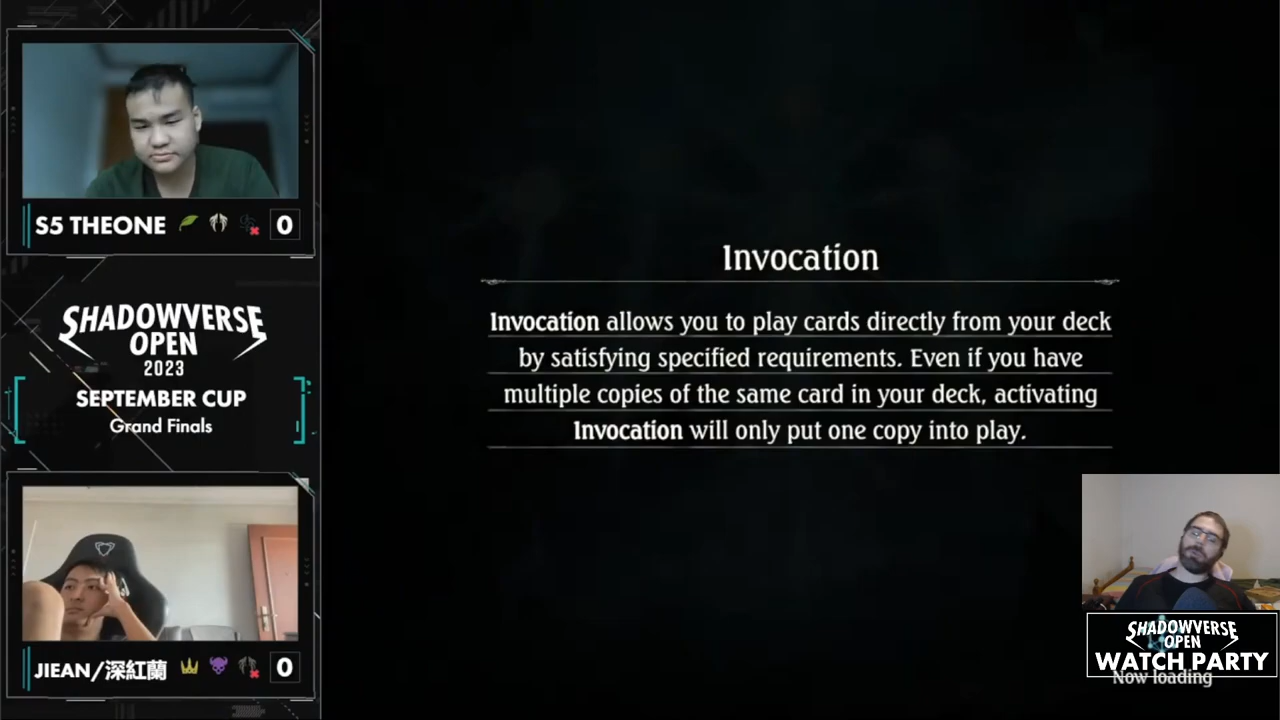 S5 THEONE 0
SHADOWVERSE
OPEN
2023
SEPTEMBER CUP
Grand Finals
JIEAN/深紅蘭 0
Invocation
Invocation allows you to play cards directly from your deck
by satisfying specified requirements. Even if you have
multiple copies of the same card in your deck, activating
Invocation will only put one copy into play.
SHADOWVERSE
OPEN
WATCH PARTY
Now loading